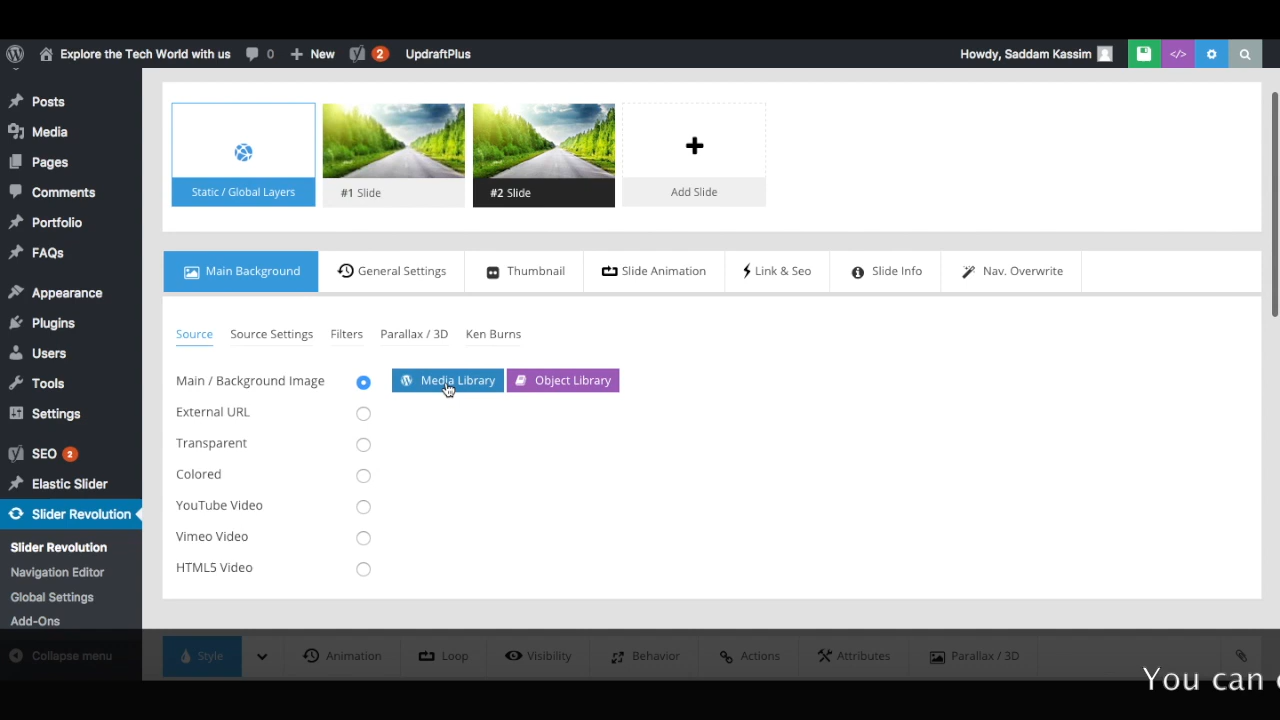 Explore the Tech World with us 0 New 2 UpdraftPlus Howdy, Saddam Kassim </>
Posts
Media
Pages
Comments
Portfolio
FAQs
Appearance
Plugins
Users
Tools
Settings
SEO 2
Elastic Slider
Slider Revolution
Slider Revolution
Navigation Editor
Global Settings
Add-Ons
Collapse menu
Static / Global Layers #1 Slide #2 Slide Add Slide
Main Background General Settings Thumbnail Slide Animation Link & Seo Slide Info Nav. Overwrite
Source Source Settings Filters Parallax / 3D Ken Burns
Main / Background Image Media Library Object Library
External URL
Transparent
Colored
YouTube Video
Vimeo Video
HTML5 Video
Style Animation Loop Visibility Behavior Actions Attributes Parallax / 3D
You can